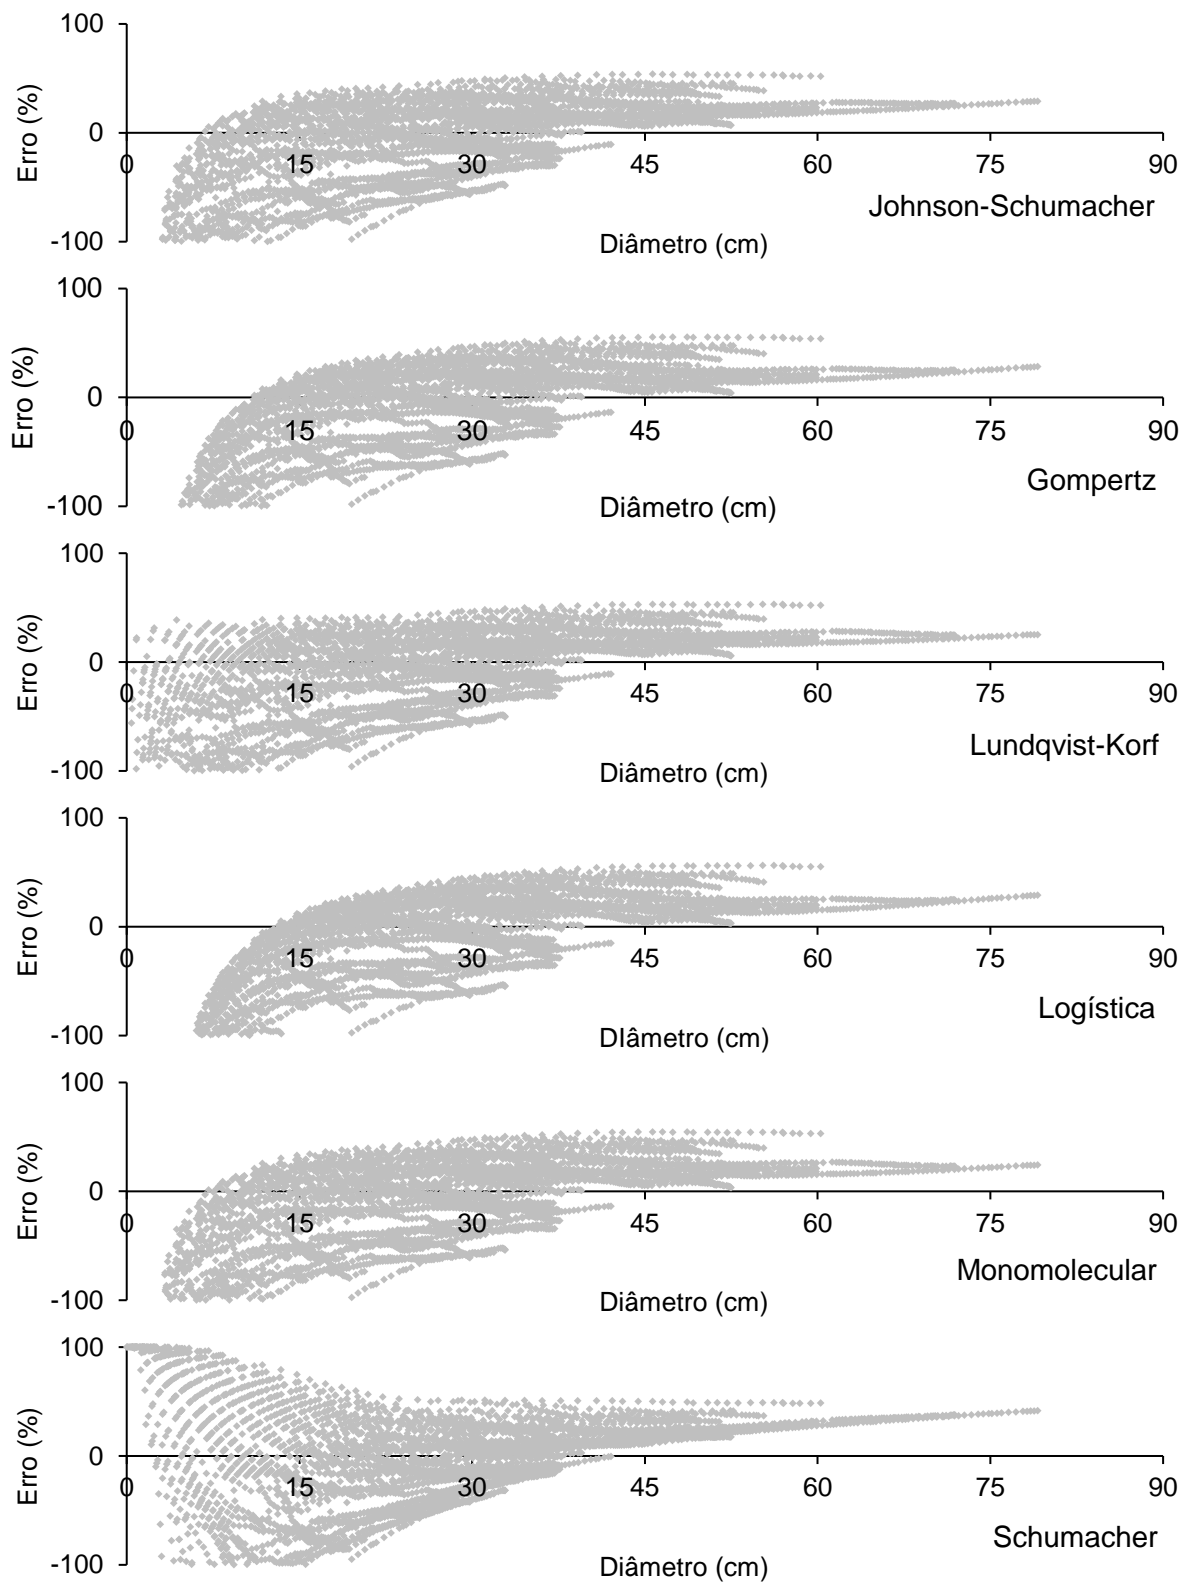 100
0
-100
Erro (%)
0 15 30 45 60 75 90
Johnson-Schumacher
Diâmetro (cm)
100
0
-100
Erro (%)
0 15 30 45 60 75 90
Gompertz
Diâmetro (cm)
100
0
-100
Erro (%)
0 15 30 45 60 75 90
Lundqvist-Korf
Diâmetro (cm)
100
0
-100
Erro (%)
0 15 30 45 60 75 90
Logística
DIâmetro (cm)
100
0
-100
Erro (%)
0 15 30 45 60 75 90
Monomolecular
Diâmetro (cm)
100
0
-100
Erro (%)
0 15 30 45 60 75 90
Schumacher
Diâmetro (cm)